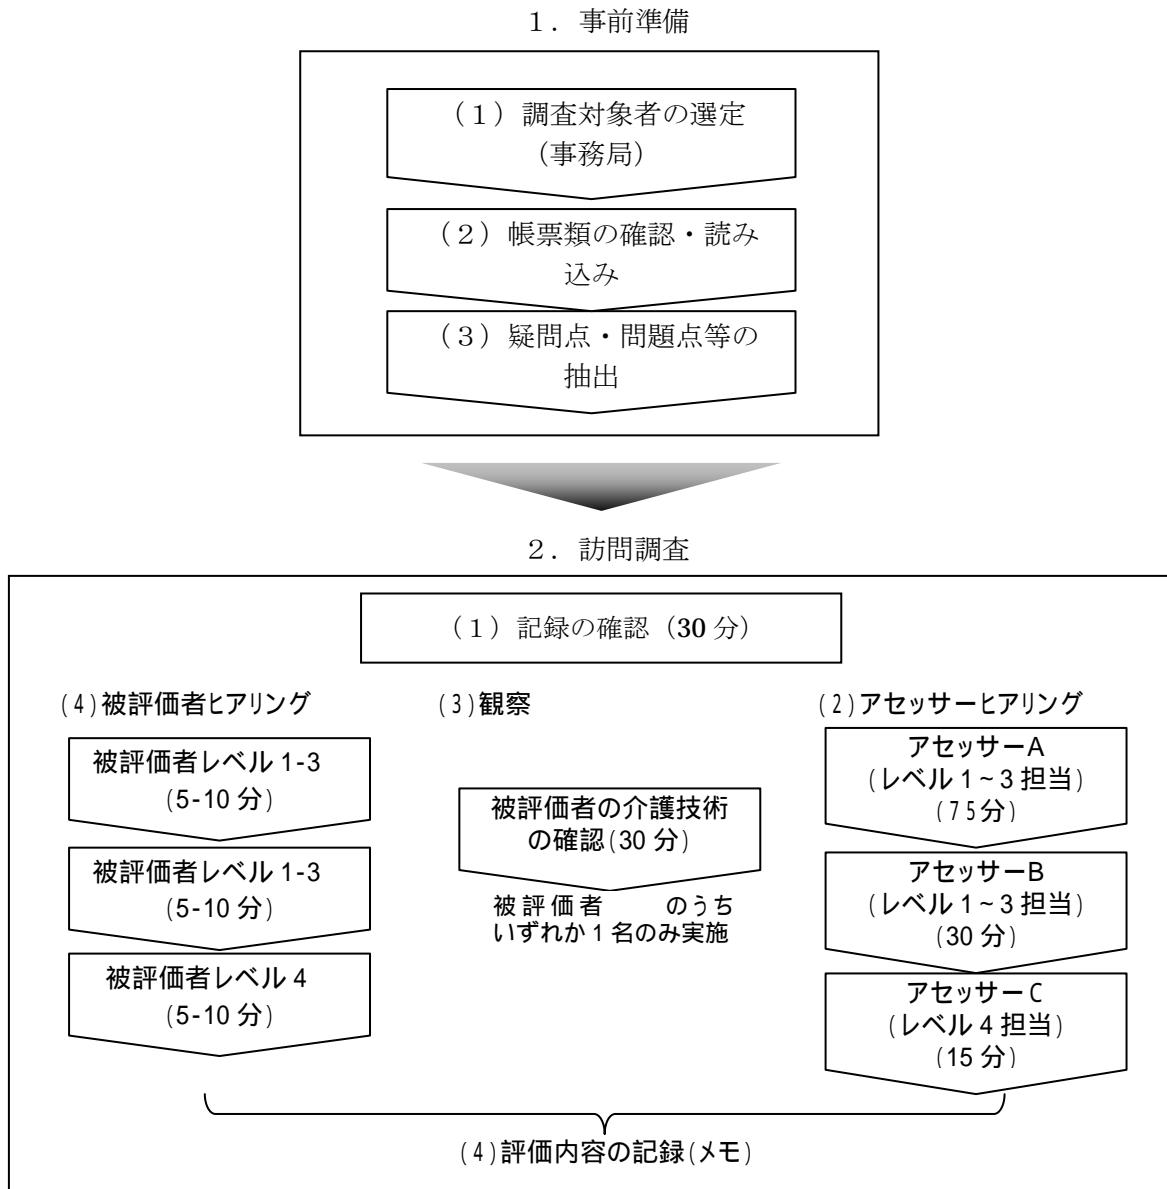 １．事前準備
（１）調査対象者の選定
（事務局）
（２）帳票類の確認・読み
込み
（３）疑問点・問題点等の
抽出
２．訪問調査
（１）記録の確認（30 分）
(4)被評価者ヒアリング
被評価者レベル 1-3
(5-10 分)
被評価者レベル 1-3
(5-10 分)
被評価者レベル 4
(5-10 分)
(3)観察
被評価者の介護技術
の確認(30 分)
被評価者　　のうち
いずれか 1 名のみ実施
(2)アセッサーヒアリング
アセッサーA
(レベル 1～3 担当)
(75分)
アセッサーB
(レベル 1～3 担当)
(30 分)
アセッサーC
(レベル 4 担当)
(15 分)
(4)評価内容の記録(メモ)